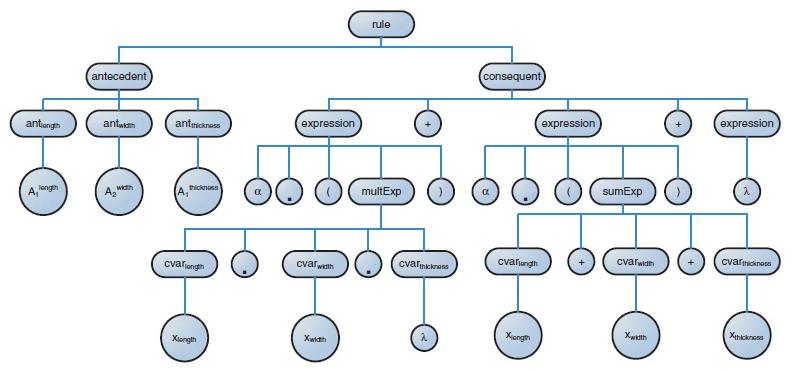 rule
antecedent consequent
antlength antwidth antthickness expression + expression + expression
A1length A2width A1thickness α . ( multExp ) α . ( sumExp ) λ
cvarlength . cvarwidth . cvarthickness cvarlength + cvarwidth + cvarthickness
xlength xwidth λ xlength xwidth xthickness